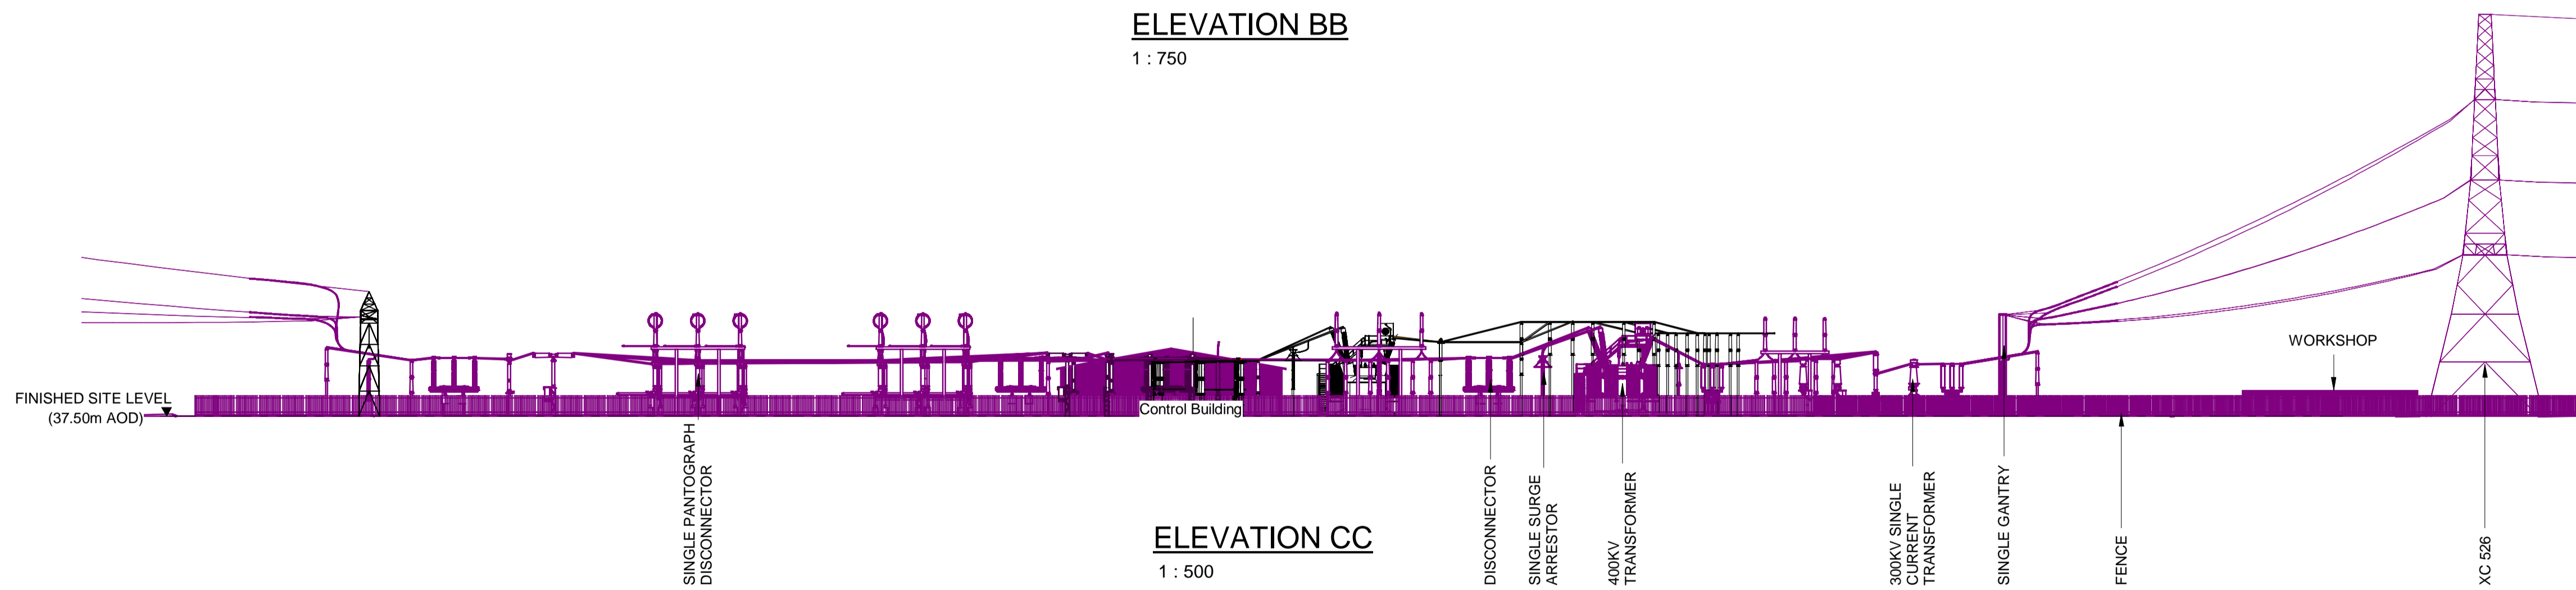 ELEVATION BB
1 : 750
WORKSHOP
FINISHED SITE LEVEL
(37.50m AOD)
Control Building
SINGLE PANTOGRAPH
DISCONNECTOR
DISCONNECTOR
SINGLE SURGE
ARRESTOR
400KV
TRANSFORMER
300KV SINGLE
CURRENT
TRANSFORMER
SINGLE GANTRY
FENCE
XC 526
ELEVATION CC
1 : 500